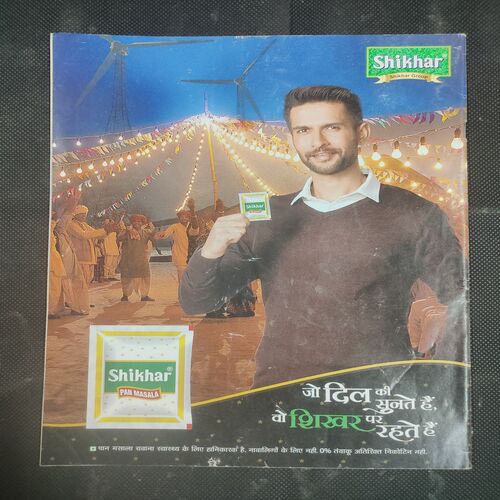 Shikhar®
Shikhar Group
Shikhar
Shikhar®
PAN MASALA
जो दिल की सुनते हैं,
वो शिखर पर रहते हैं
पान मसाला चबाना स्वास्थ्य के लिए हानिकारक है, नाबालिगों के लिए नहीं. 0% तंबाकू अतिरिक्त निकोटिन नहीं.